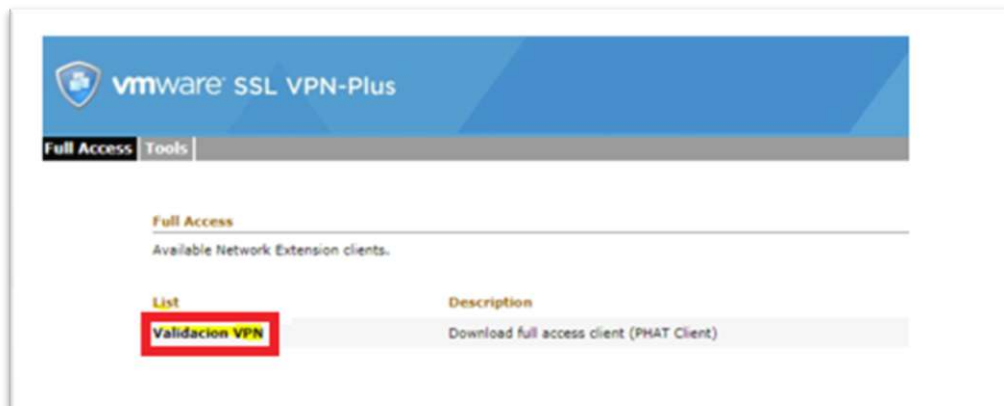 vmware SSL VPN-Plus
Full Access Tools
Full Access
Available Network Extension clients.
List Description
Validacion VPN Download full access client (PHAT Client)